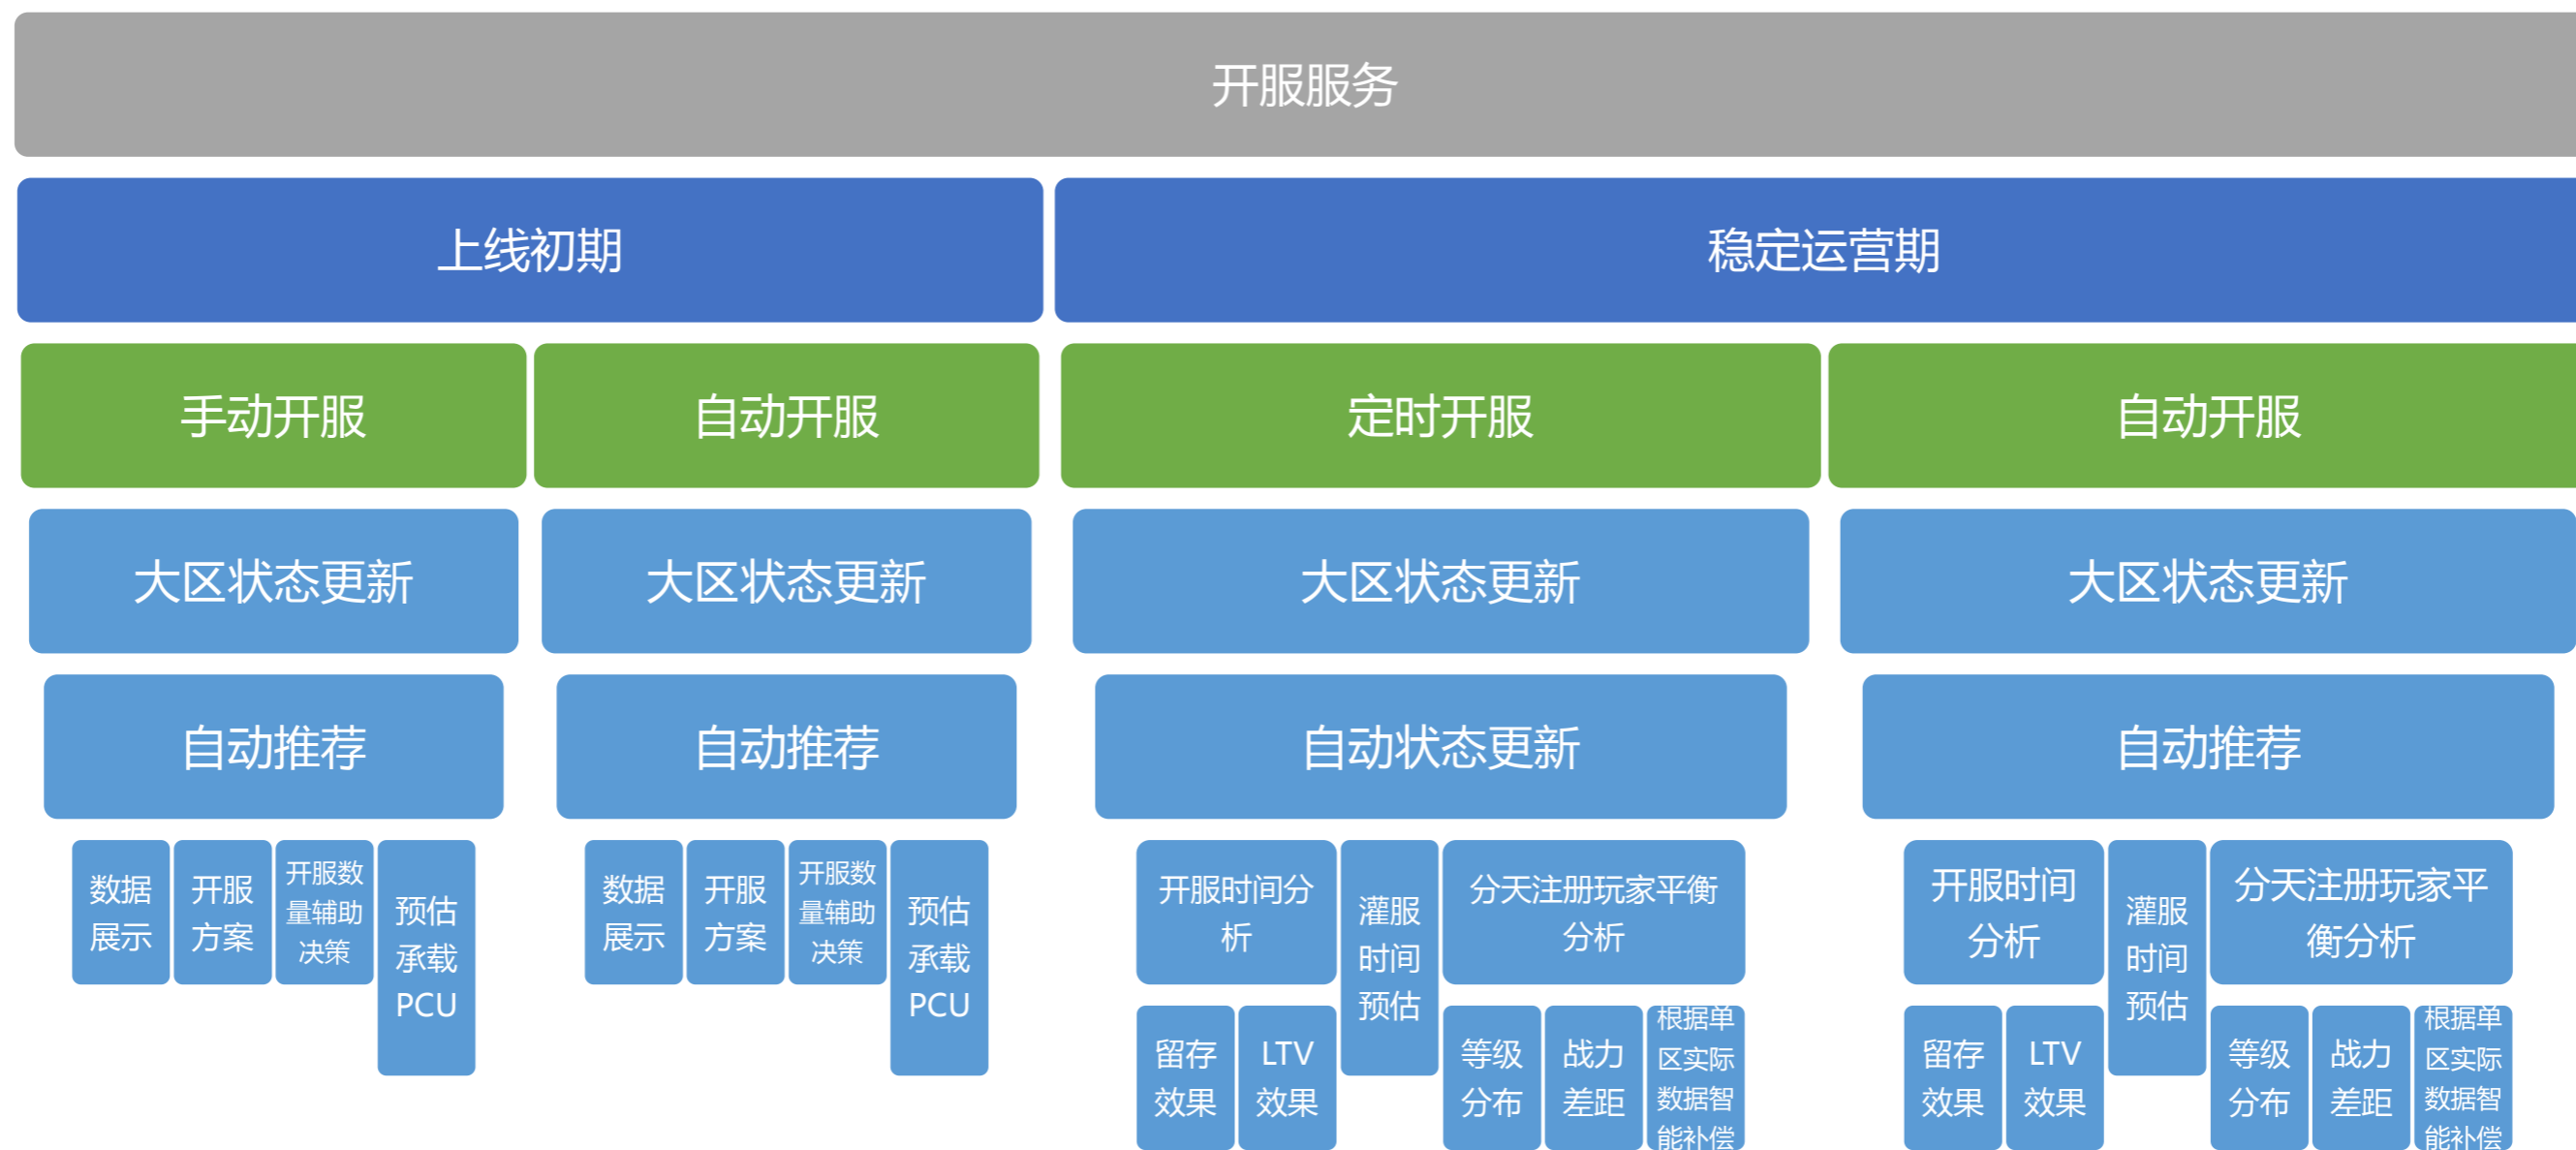 开服服务
上线初期
稳定运营期
手动开服
自动开服
定时开服
自动开服
大区状态更新
大区状态更新
大区状态更新
大区状态更新
自动推荐
自动推荐
自动状态更新
自动推荐
数据
展示
开服
方案
开服数
量辅助
决策
预估
承载
PCU
数据
展示
开服
方案
开服数
量辅助
决策
预估
承载
PCU
开服时间分
析
灌服
时间
预估
分天注册玩家平衡
分析
开服时间
分析
灌服
时间
预估
分天注册玩家平
衡分析
留存
效果
LTV
效果
等级
分布
战力
差距
根据单
区实际
数据智
能补偿
留存
效果
LTV
效果
等级
分布
战力
差距
根据单
区实际
数据智
能补偿